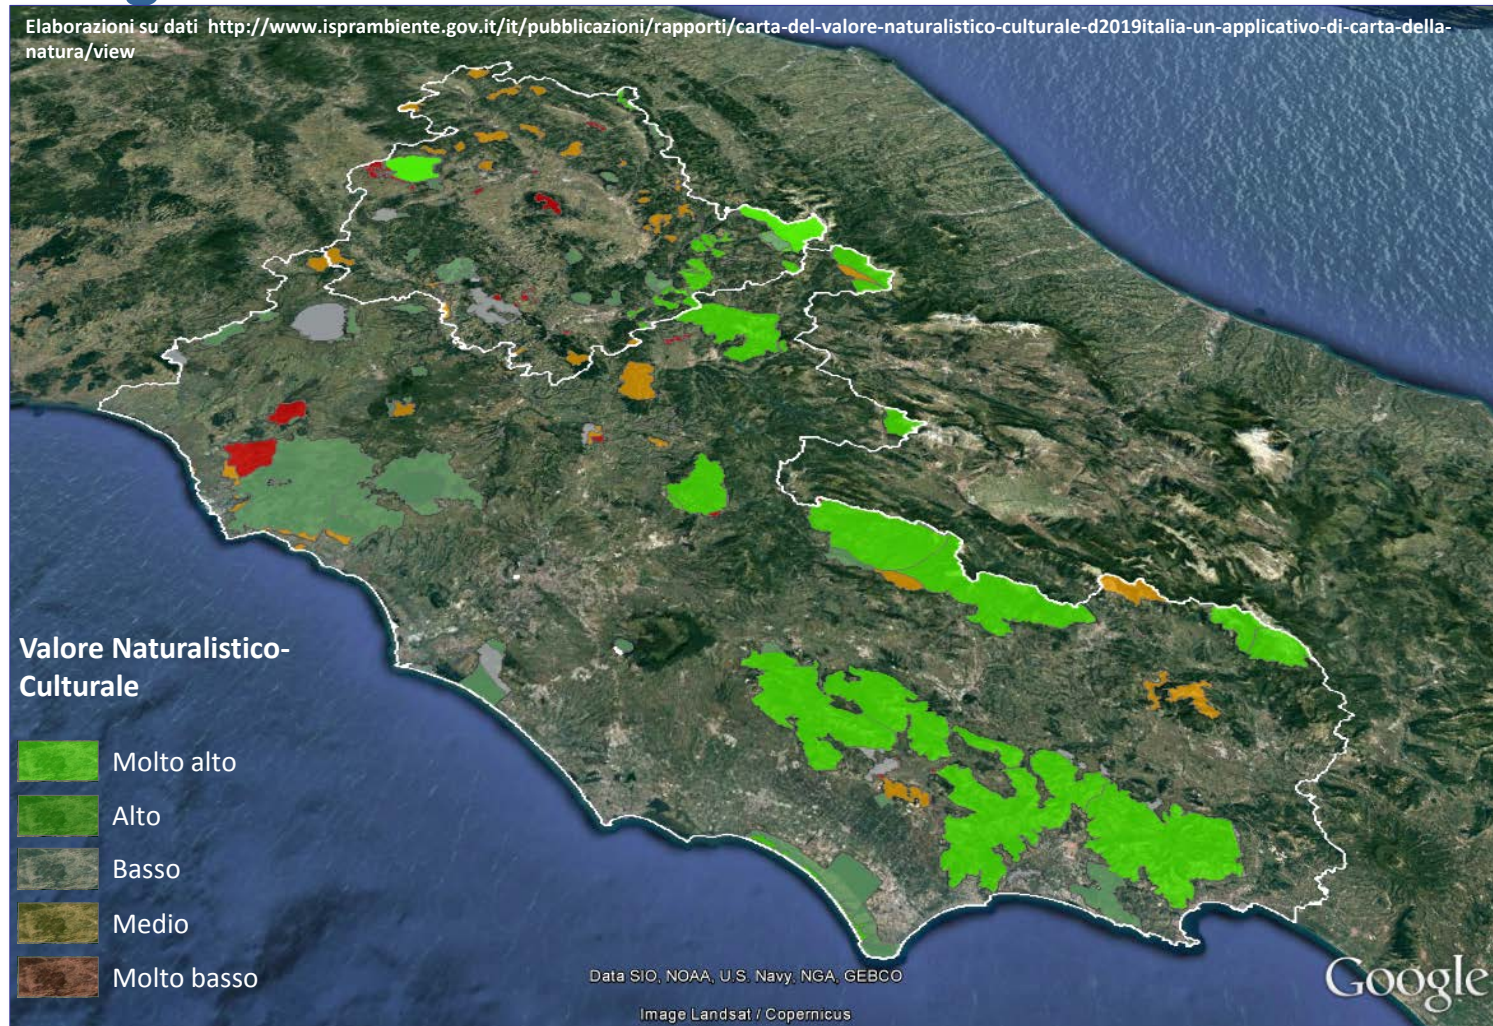 Elaborazioni su dati http://www.isprambiente.gov.it/it/pubblicazioni/rapporti/carta-del-valore-naturalistico-culturale-d2019italia-un-applicativo-di-carta-della-
natura/view
Valore Naturalistico-
Culturale
Molto alto
Alto
Basso
Medio
Molto basso
Data SIO, NOAA, U.S. Navy, NGA, GEBCO
Image Landsat / Copernicus
Google